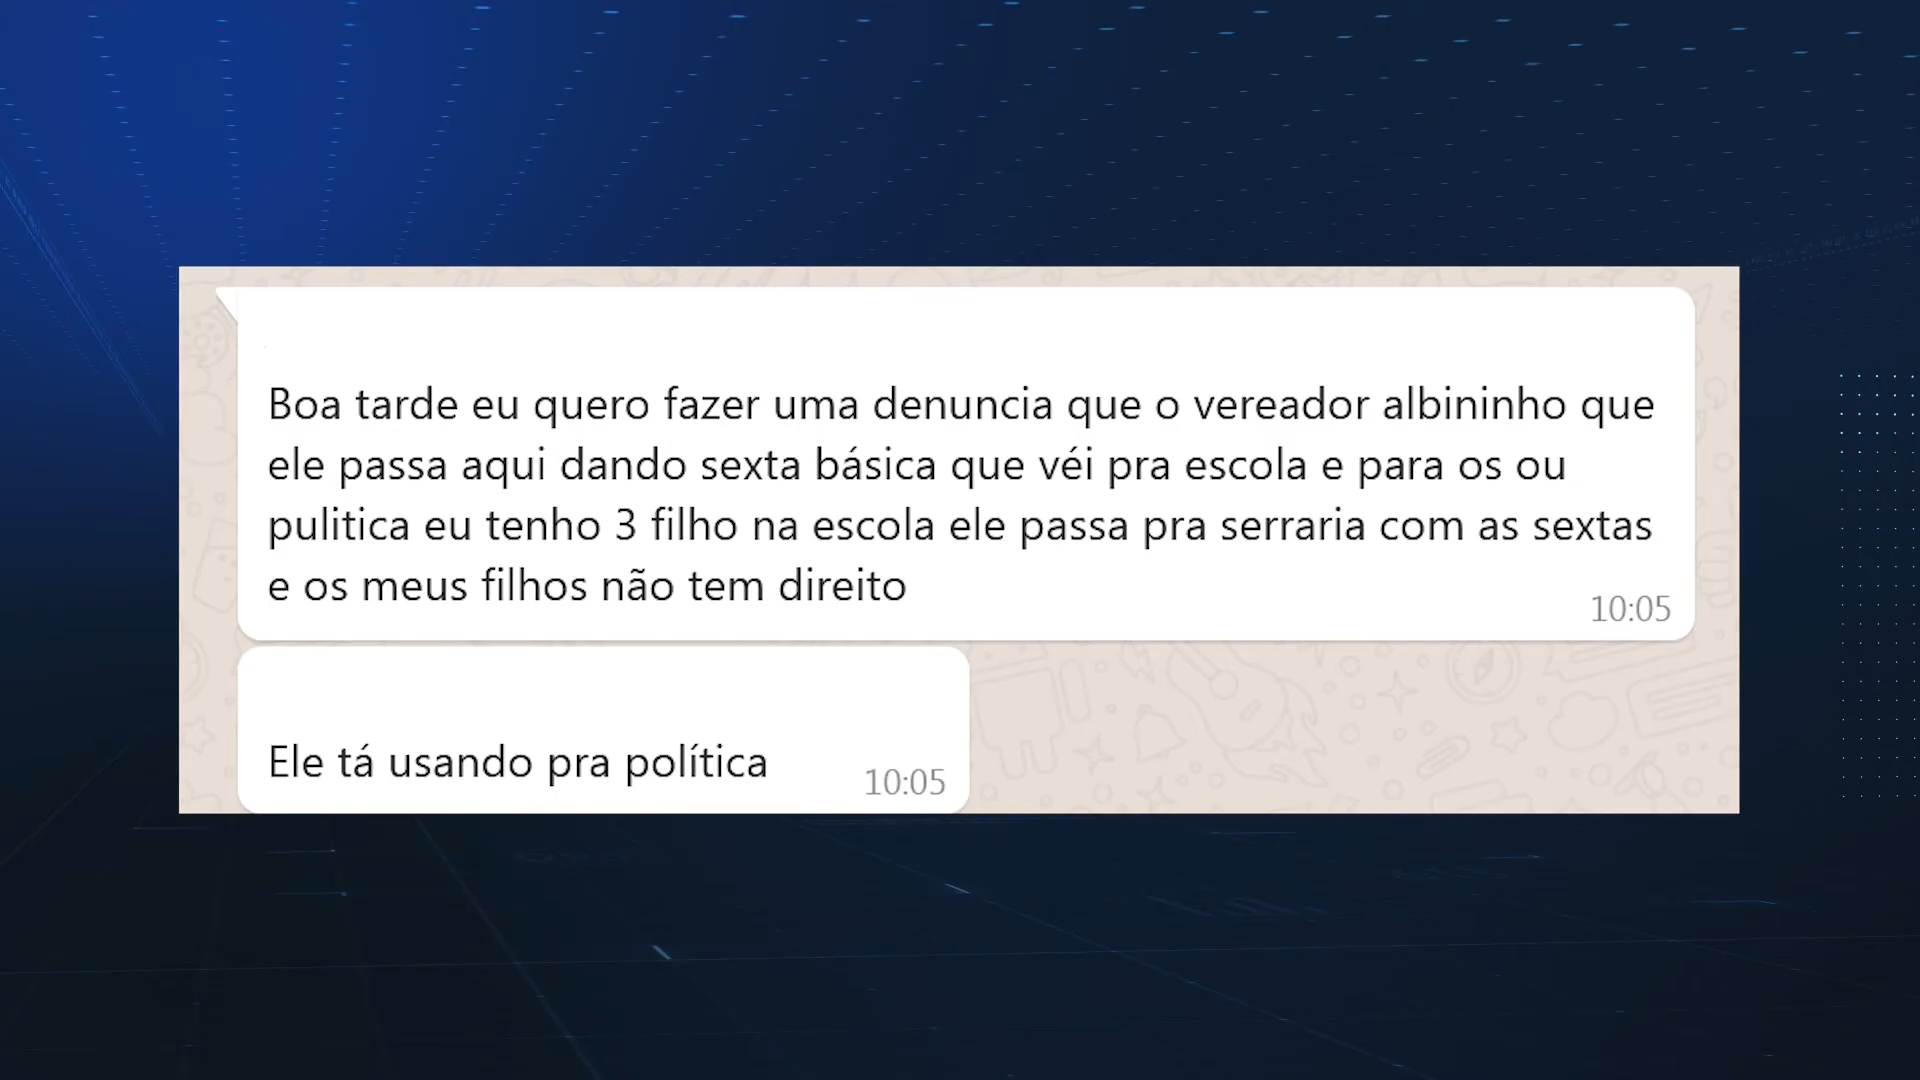 Boa tarde eu quero fazer uma denuncia que o vereador albininho que
ele passa aqui dando sexta básica que véi pra escola e para os ou
pulitica eu tenho 3 filho na escola ele passa pra serraria com as sextas
e os meus filhos não tem direito
10:05
Ele tá usando pra política
10:05